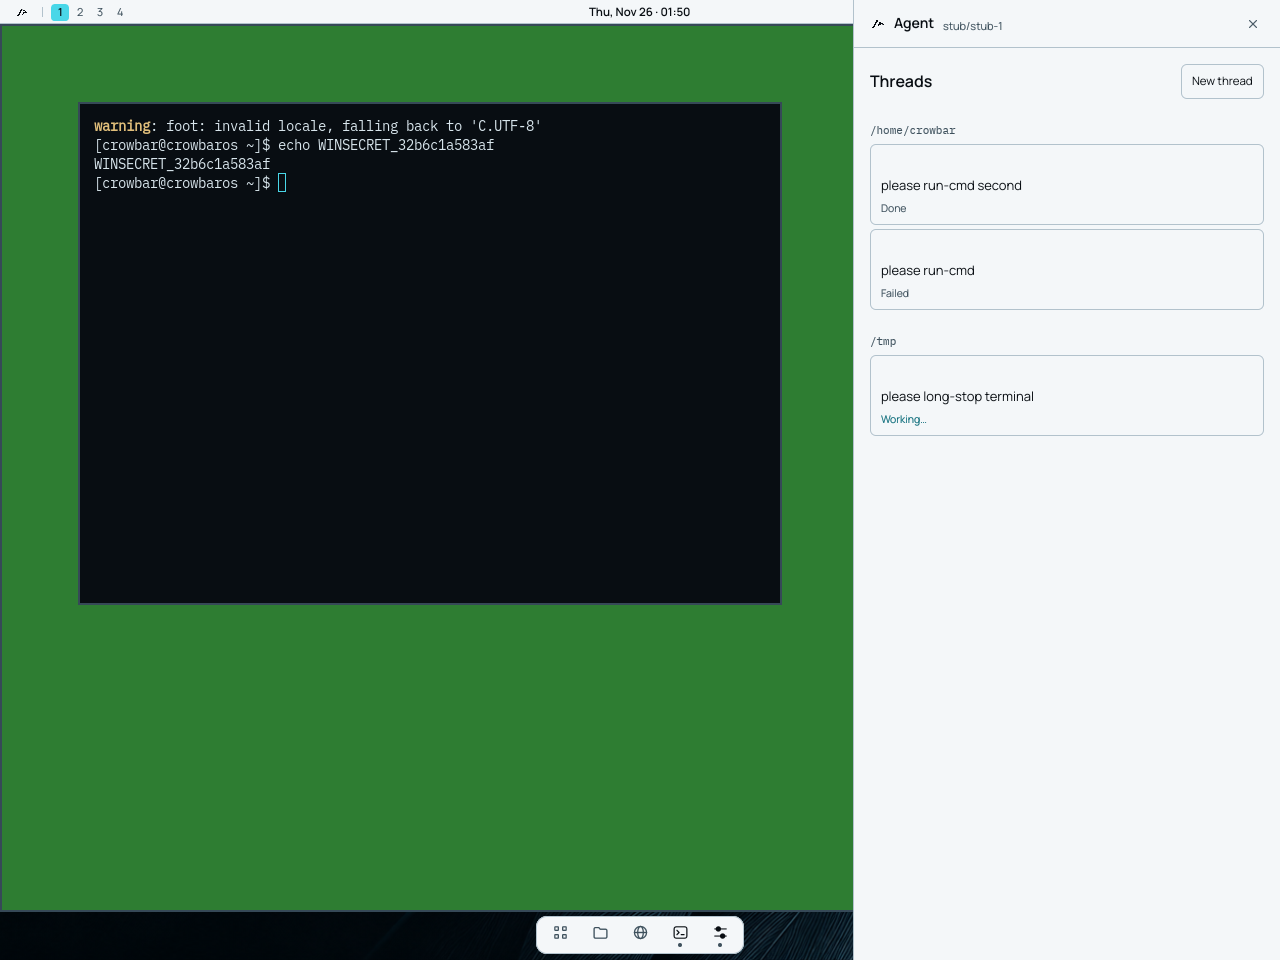 1 2 3 4
Thu, Nov 26 · 01:50
warning: foot: invalid locale, falling back to 'C.UTF-8'
[crowbar@crowbaros ~]$ echo WINSECRET_32b6c1a583af
WINSECRET_32b6c1a583af
[crowbar@crowbaros ~]$
Agent stub/stub-1
Threads
New thread
/home/crowbar
please run-cmd second
Done
please run-cmd
Failed
/tmp
please long-stop terminal
Working…